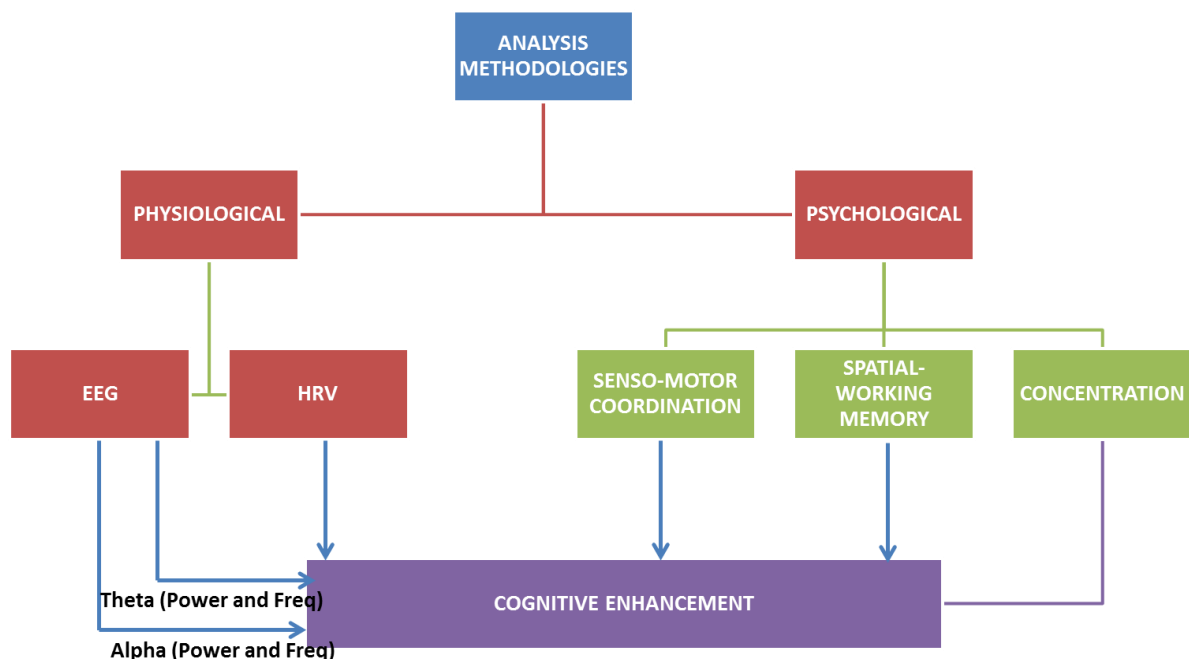 ANALYSIS
METHODOLOGIES
PHYSIOLOGICAL
PSYCHOLOGICAL
EEG
HRV
SENSO-MOTOR
COORDINATION
SPATIAL-
WORKING
MEMORY
CONCENTRATION
Theta (Power and Freq)
COGNITIVE ENHANCEMENT
Alpha (Power and Freq)